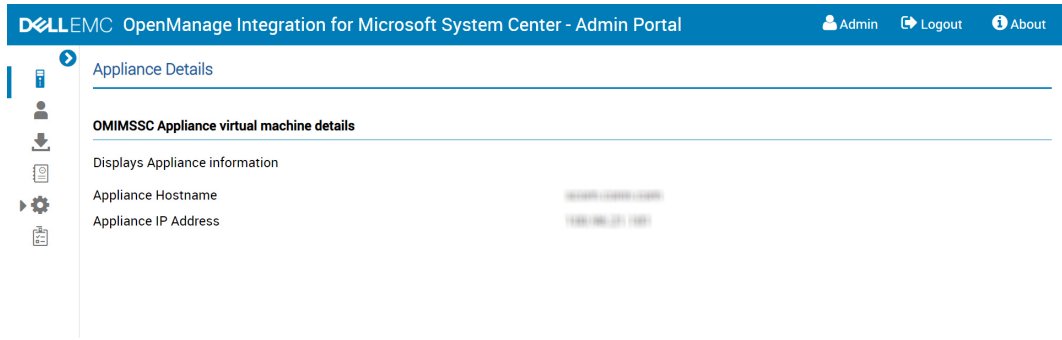 DELLEMC OpenManage Integration for Microsoft System Center - Admin Portal Admin Logout About
Appliance Details
OMIMSSC Appliance virtual machine details
Displays Appliance information
Appliance Hostname
Appliance IP Address